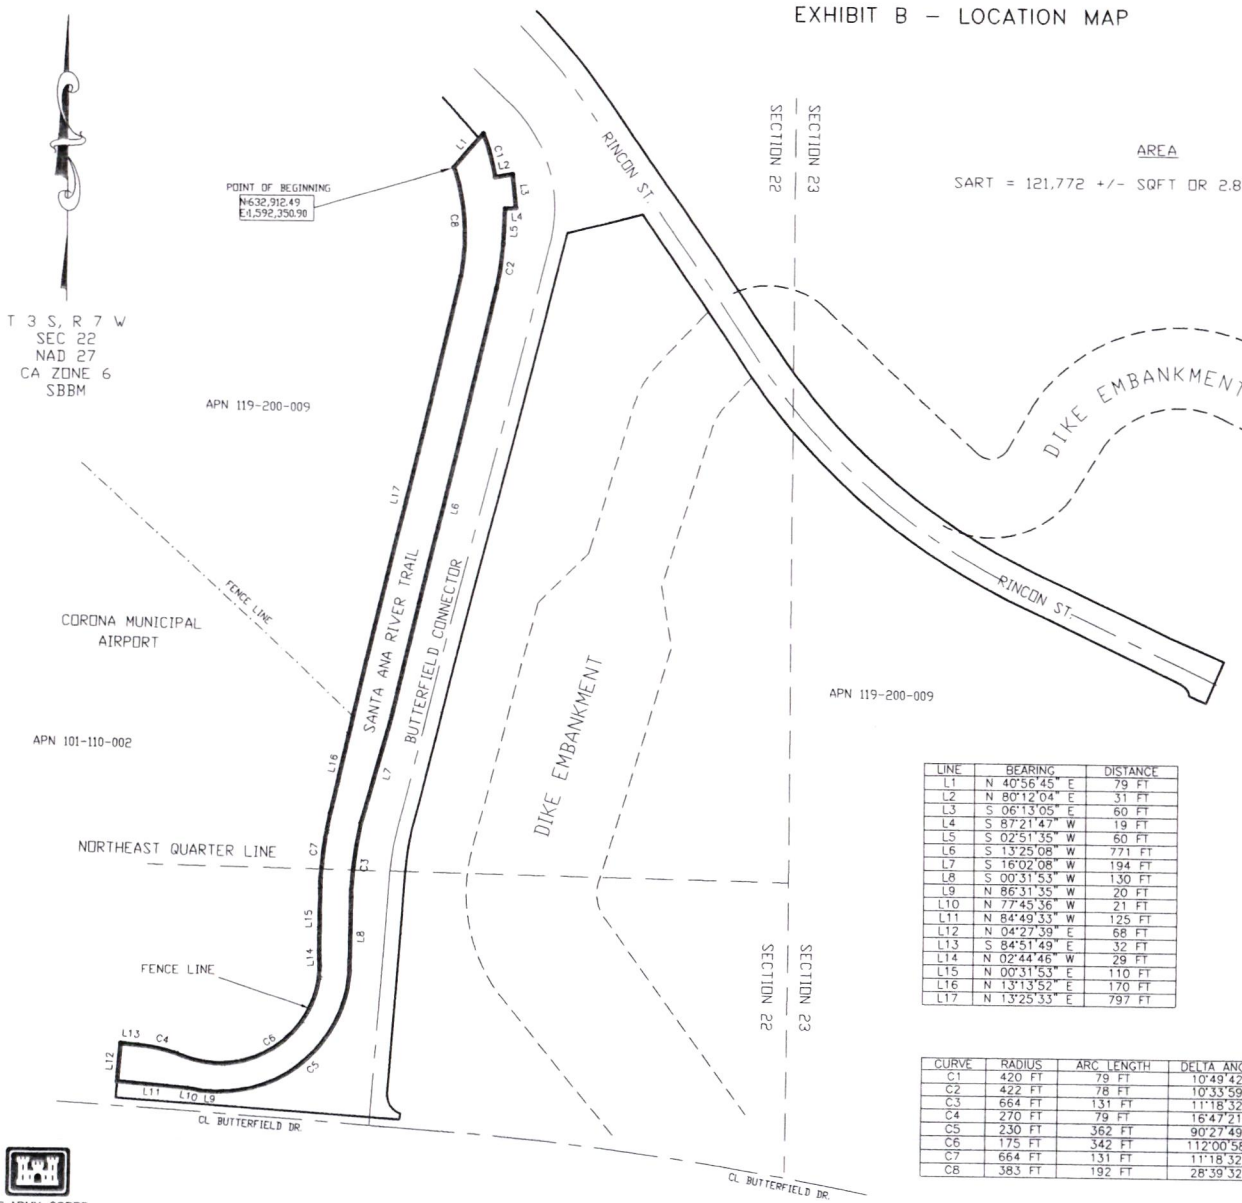 EXHIBIT B - LOCATION MAP
AREA
SART = 121,772 +/- SQFT OR 2.8
SECTION 22
SECTION 23
RINCON ST.
POINT OF BEGINNING
N:632,912.49
E:1,592,350.90
L1
C1
L2
L3
L4
L5
C8
C2
T 3 S, R 7 W
SEC 22
NAD 27
CA ZONE 6
SBBM
APN 119-200-009
DIKE EMBANKMENT
L17
L6
FENCE LINE
SANTA ANA RIVER TRAIL
BUTTERFIELD CONNECTOR
CORONA MUNICIPAL
AIRPORT
RINCON ST.
DIKE EMBANKMENT
APN 119-200-009
APN 101-110-002
L16
L7
NORTHEAST QUARTER LINE
C7
C3
L15
L8
L14
FENCE LINE
SECTION 22
SECTION 23
L13
C4
C6
C5
L12
L11
L10
L9
CL BUTTERFIELD DR.
CL BUTTERFIELD DR.
LINE BEARING DISTANCE
L1 N 40°56'45" E 79 FT
L2 N 80°12'04" E 31 FT
L3 S 06°13'05" E 60 FT
L4 S 87°21'47" W 19 FT
L5 S 02°51'35" W 60 FT
L6 S 13°25'08" W 771 FT
L7 S 16°02'08" W 194 FT
L8 S 00°31'53" W 130 FT
L9 N 86°31'35" W 20 FT
L10 N 77°45'36" W 21 FT
L11 N 84°49'33" W 125 FT
L12 N 04°27'39" E 68 FT
L13 S 84°51'49" E 32 FT
L14 N 02°44'46" W 29 FT
L15 N 00°31'53" E 110 FT
L16 N 13°13'52" E 170 FT
L17 N 13°25'33" E 797 FT
CURVE RADIUS ARC LENGTH DELTA ANG
C1 420 FT 79 FT 10°49'42
C2 422 FT 78 FT 10°33'59
C3 664 FT 131 FT 11°18'32
C4 270 FT 79 FT 16°47'21
C5 230 FT 362 FT 90°27'49
C6 175 FT 342 FT 112°00'58
C7 664 FT 131 FT 11°18'32
C8 383 FT 192 FT 28°39'32